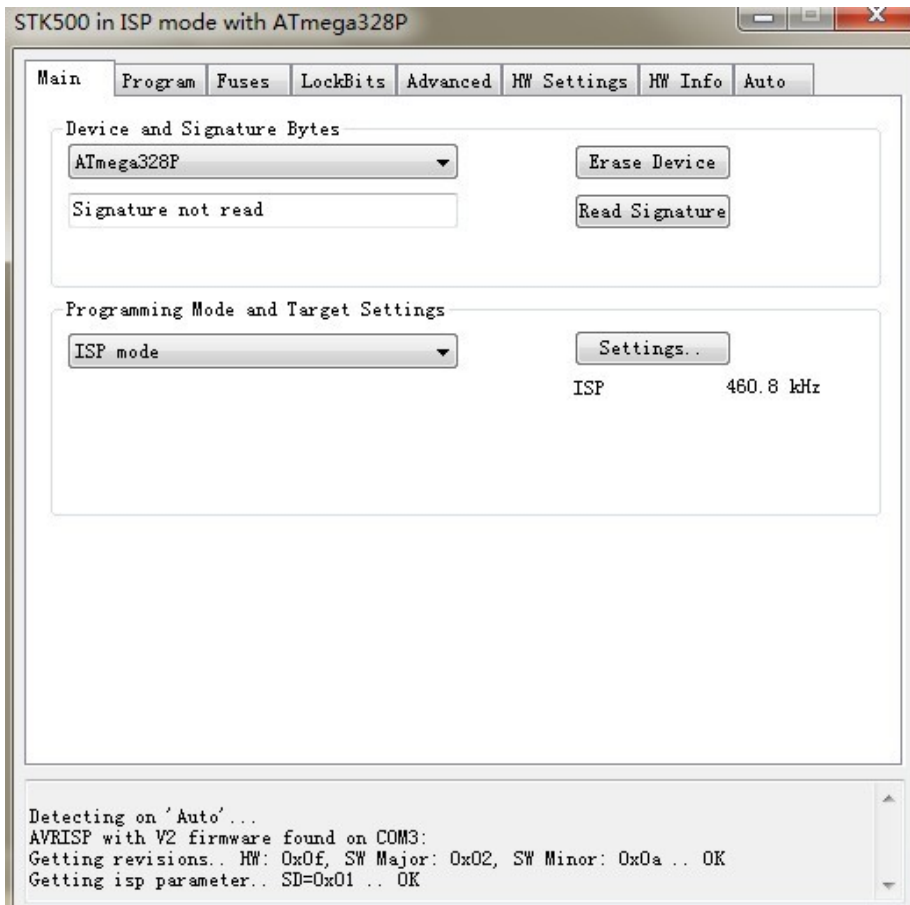 STK500 in ISP mode with ATmega328P
Main Program Fuses LockBits Advanced HW Settings HW Info Auto
Device and Signature Bytes
ATmega328P Erase Device
Signature not read Read Signature
Programming Mode and Target Settings
ISP mode Settings..
ISP 460.8 kHz
Detecting on 'Auto'...
AVRISP with V2 firmware found on COM3:
Getting revisions.. HW: 0x0f, SW Major: 0x02, SW Minor: 0x0a .. OK
Getting isp parameter.. SD=0x01 .. OK